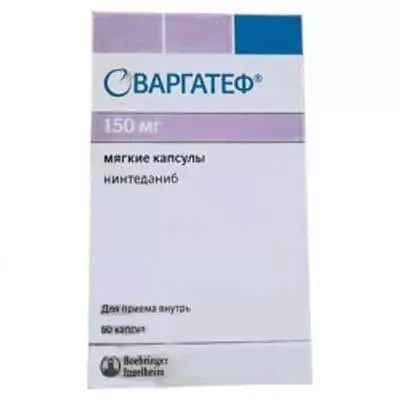 ВАРГАТЕФ®
150 мг
мягкие капсулы
нинтеданиб
Для приема внутрь
60 капсул
Boehringer
Ingelheim